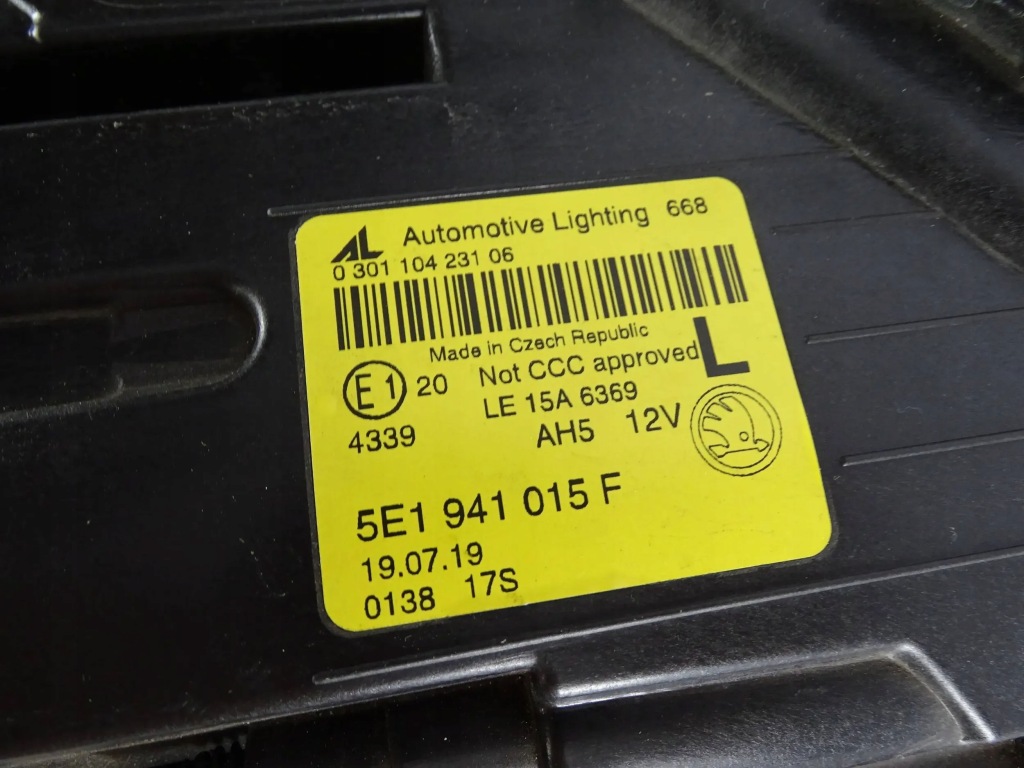 AL Automotive Lighting 668
0 301 104 231 06
Made in Czech Republic
Not CCC approved L
E1 20
LE 15A 6369
4339 AH5 12V
5E1 941 015 F
19.07.19
0138 17S